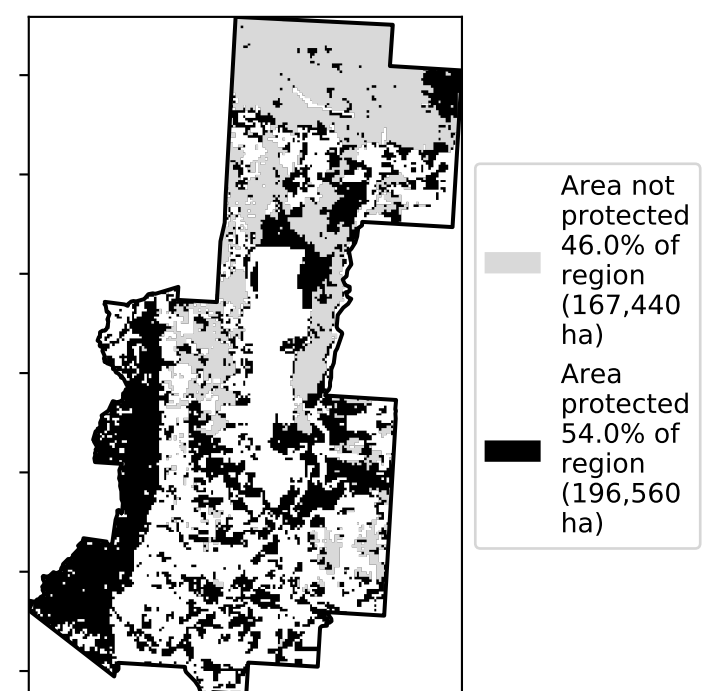 Area not
protected
46.0% of
region
(167,440
ha)
Area
protected
54.0% of
region
(196,560
ha)